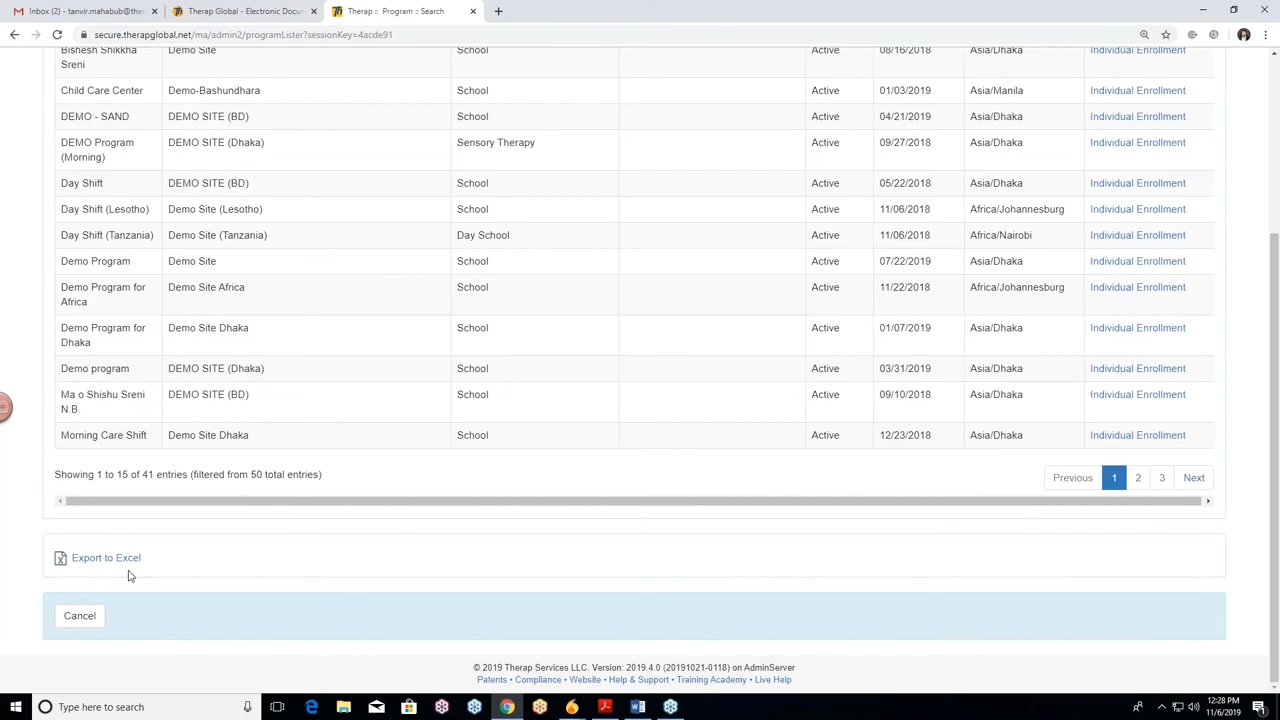 Inbox (2) - tanvir.mahabub@the
Therap Global - Electronic Docu
Therap :: Program :: Search
secure.therapglobal.net/ma/admin2/programLister?sessionKey=4acde91
Bishesh Shikkha Sreni Demo Site School Active 08/16/2018 Asia/Dhaka Individual Enrollment
Child Care Center Demo-Bashundhara School Active 01/03/2019 Asia/Manila Individual Enrollment
DEMO - SAND DEMO SITE (BD) School Active 04/21/2019 Asia/Dhaka Individual Enrollment
DEMO Program (Morning) DEMO SITE (Dhaka) Sensory Therapy Active 09/27/2018 Asia/Dhaka Individual Enrollment
Day Shift DEMO SITE (BD) School Active 05/22/2018 Asia/Dhaka Individual Enrollment
Day Shift (Lesotho) Demo Site (Lesotho) School Active 11/06/2018 Africa/Johannesburg Individual Enrollment
Day Shift (Tanzania) Demo Site (Tanzania) Day School Active 11/06/2018 Africa/Nairobi Individual Enrollment
Demo Program Demo Site School Active 07/22/2019 Asia/Dhaka Individual Enrollment
Demo Program for Africa Demo Site Africa School Active 11/22/2018 Africa/Johannesburg Individual Enrollment
Demo Program for Dhaka Demo Site Dhaka School Active 01/07/2019 Asia/Dhaka Individual Enrollment
Demo program DEMO SITE (Dhaka) School Active 03/31/2019 Asia/Dhaka Individual Enrollment
Ma o Shishu Sreni N.B. DEMO SITE (BD) School Active 09/10/2018 Asia/Dhaka Individual Enrollment
Morning Care Shift Demo Site Dhaka School Active 12/23/2018 Asia/Dhaka Individual Enrollment
Showing 1 to 15 of 41 entries (filtered from 50 total entries)
Previous 1 2 3 Next
Export to Excel
Cancel
© 2019 Therap Services LLC. Version: 2019.4.0 (20191021-0118) on AdminServer
Patents • Compliance • Website • Help & Support • Training Academy • Live Help
Type here to search
12:28 PM
11/6/2019